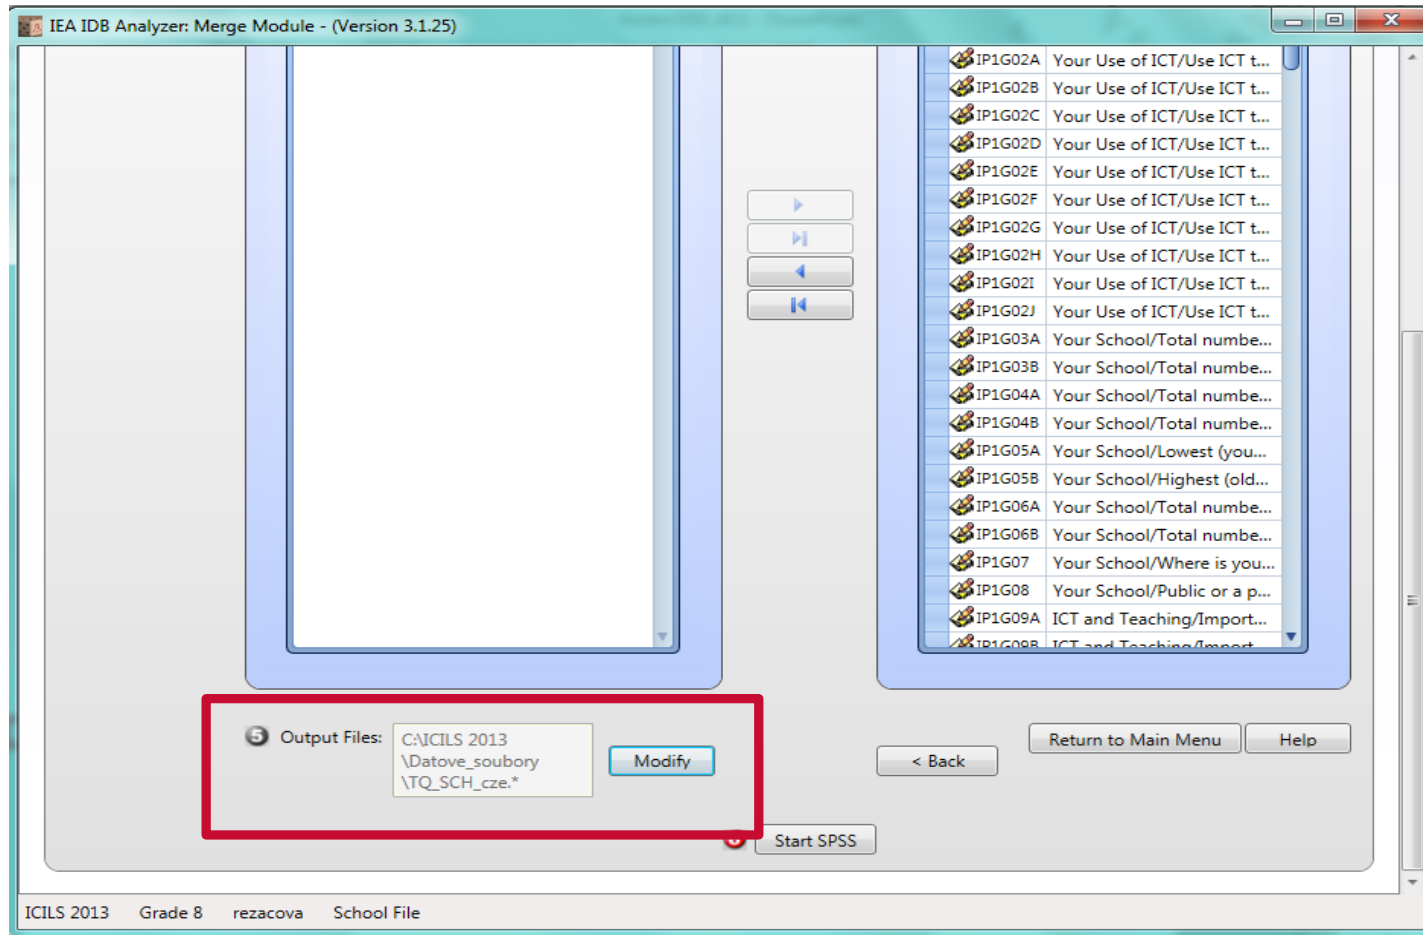 IEA IDB Analyzer: Merge Module - (Version 3.1.25)
IP1G02A Your Use of ICT/Use ICT t...
IP1G02B Your Use of ICT/Use ICT t...
IP1G02C Your Use of ICT/Use ICT t...
IP1G02D Your Use of ICT/Use ICT t...
IP1G02E Your Use of ICT/Use ICT t...
IP1G02F Your Use of ICT/Use ICT t...
IP1G02G Your Use of ICT/Use ICT t...
IP1G02H Your Use of ICT/Use ICT t...
IP1G02I Your Use of ICT/Use ICT t...
IP1G02J Your Use of ICT/Use ICT t...
IP1G03A Your School/Total numbe...
IP1G03B Your School/Total numbe...
IP1G04A Your School/Total numbe...
IP1G04B Your School/Total numbe...
IP1G05A Your School/Lowest (you...
IP1G05B Your School/Highest (old...
IP1G06A Your School/Total numbe...
IP1G06B Your School/Total numbe...
IP1G07 Your School/Where is you...
IP1G08 Your School/Public or a p...
IP1G09A ICT and Teaching/Import...
IP1G09B ICT and Teaching/Import...
5 Output Files:
C:\ICILS 2013
\Datove_soubory
\TQ_SCH_cze.*
Modify
< Back
Return to Main Menu
Help
Start SPSS
ICILS 2013 Grade 8 rezacova School File